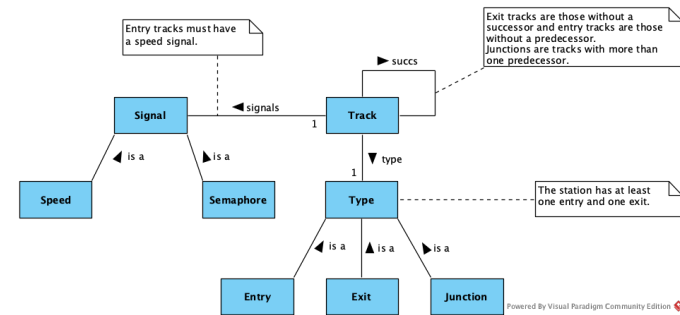 Entry tracks must have
a speed signal.
Exit tracks are those without a
successor and entry tracks are those
without a predecessor.
Junctions are tracks with more than
one predecessor.
succs
Signal
signals
1
Track
is a
is a
type
1
Speed
Semaphore
Type
The station has at least
one entry and one exit.
is a
is a
is a
Entry
Exit
Junction
Powered By Visual Paradigm Community Edition